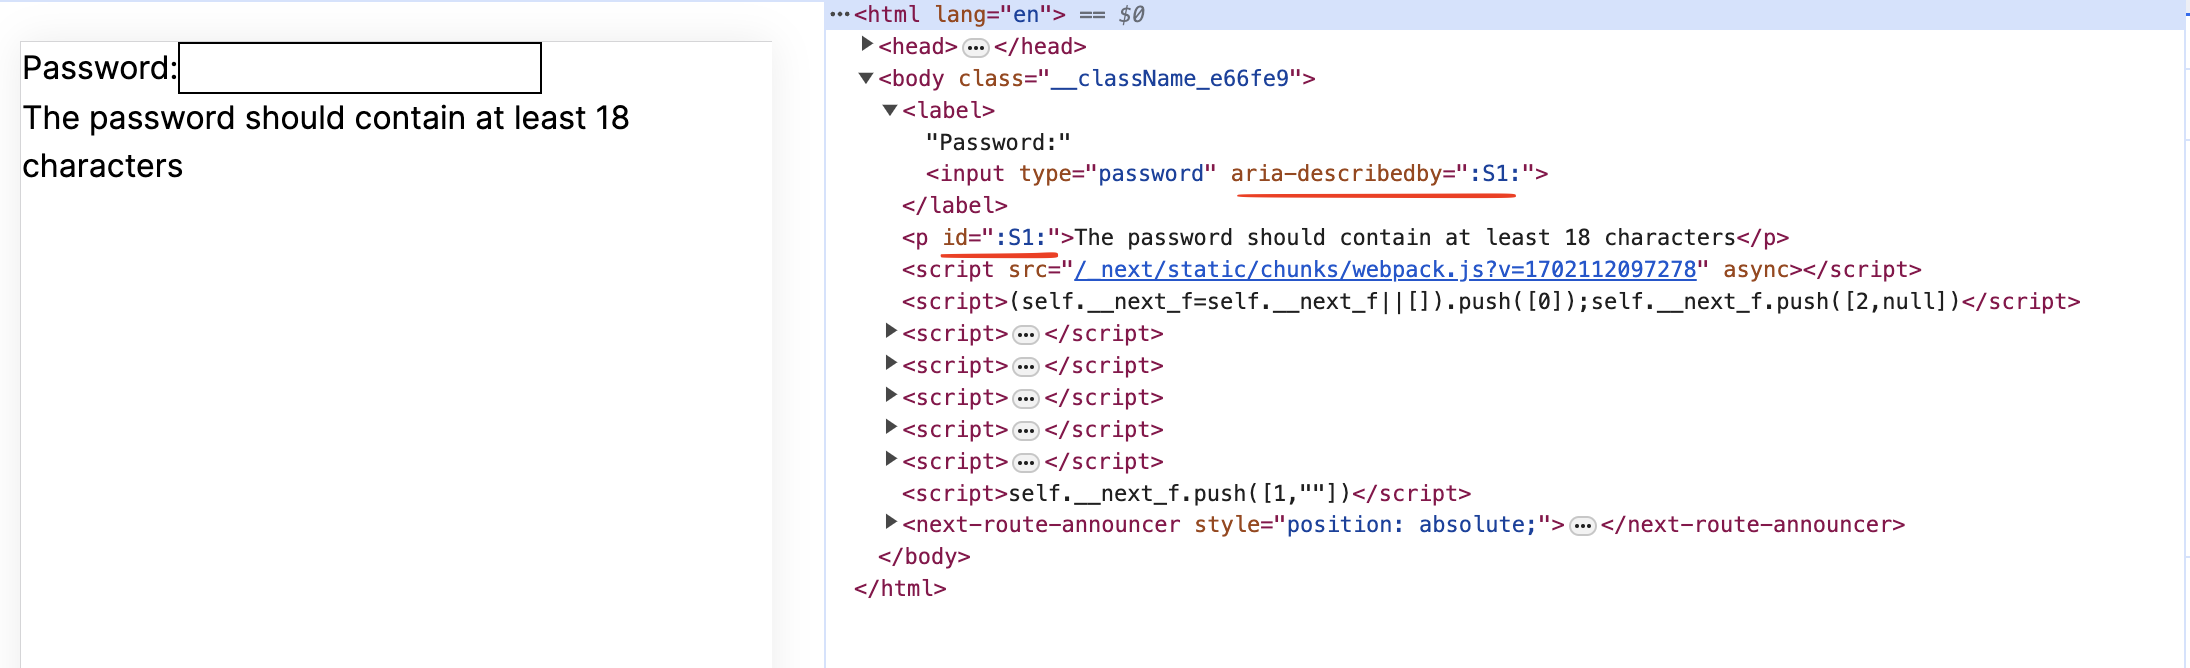 Password:
The password should contain at least 18
characters
···<html lang="en"> == $0
▶<head>···</head>
▼<body class="__className_e66fe9">
▼<label>
"Password:"
<input type="password" aria-describedby=":S1:">
</label>
<p id=":S1:">The password should contain at least 18 characters</p>
<script src="/_next/static/chunks/webpack.js?v=1702112097278" async></script>
<script>(self.__next_f=self.__next_f||[]).push([0]);self.__next_f.push([2,null])</script>
▶<script>···</script>
▶<script>···</script>
▶<script>···</script>
▶<script>···</script>
▶<script>···</script>
<script>self.__next_f.push([1,""])</script>
▶<next-route-announcer style="position: absolute;">···</next-route-announcer>
</body>
</html>